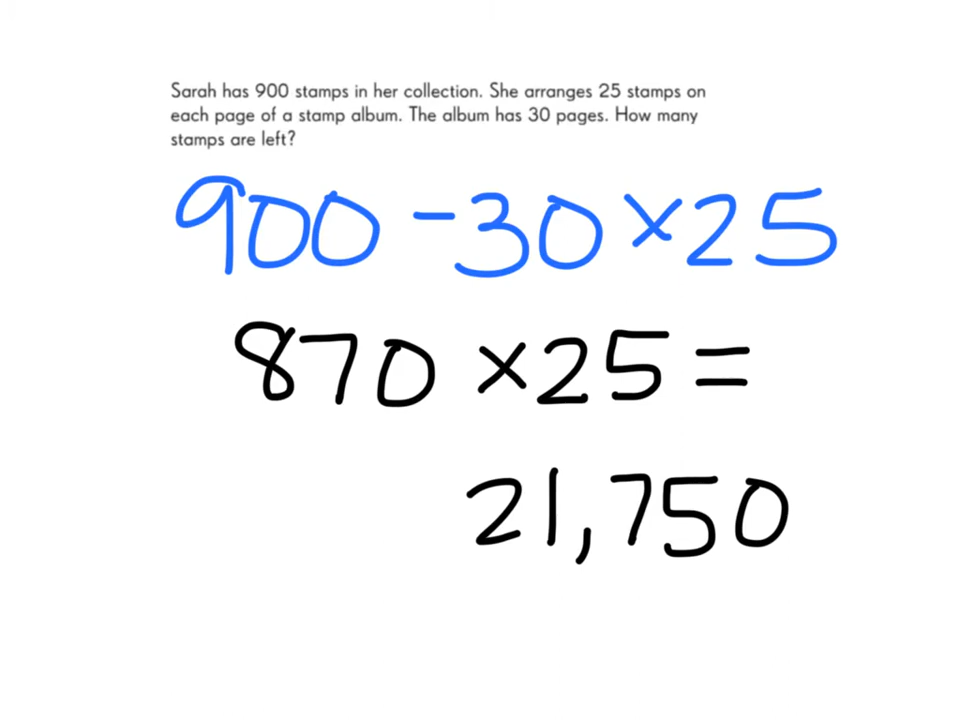 Sarah has 900 stamps in her collection. She arranges 25 stamps on
each page of a stamp album. The album has 30 pages. How many
stamps are left?
900 - 30 × 25
870 × 25 =
21,750